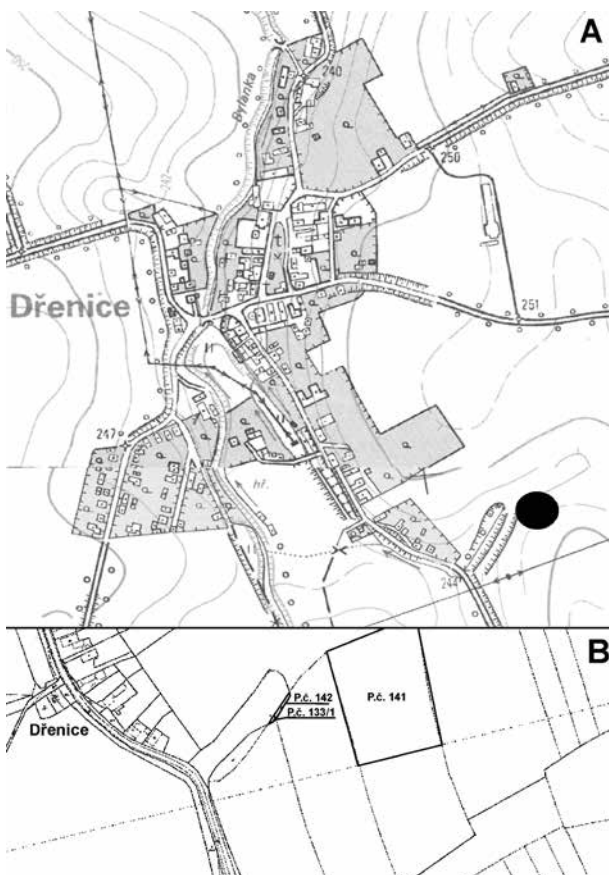 A
240
Bylanka
250
Dřenice
251
247
hř.
244
B
P.č. 142
P.č. 133/1
P.č. 141
Dřenice